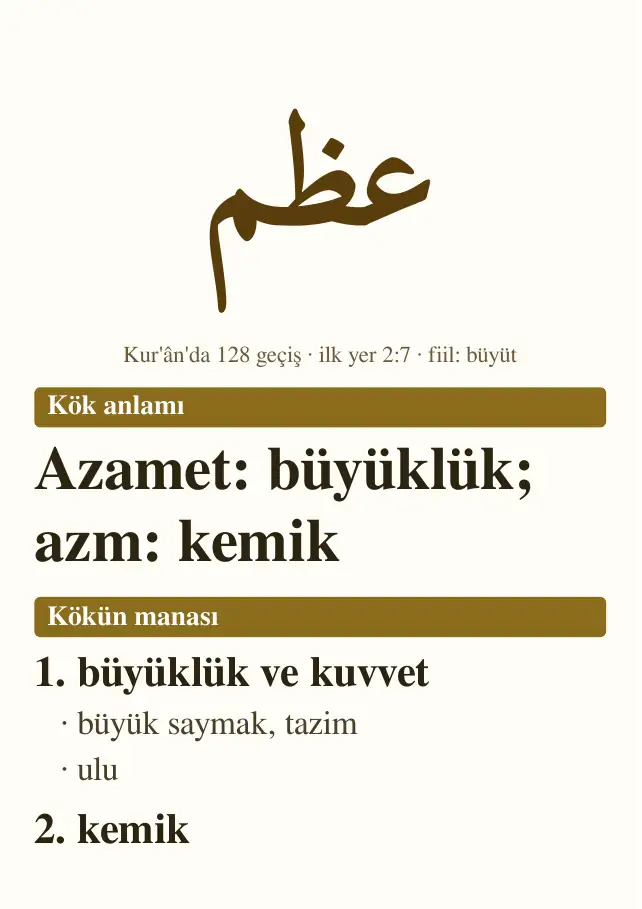 عظم
Kur'ân'da 128 geçiş · ilk yer 2:7 · fiil: büyüt
Kök anlamı
Azamet: büyüklük;
azm: kemik
Kökün manası
1. büyüklük ve kuvvet
· büyük saymak, tazim
· ulu
2. kemik